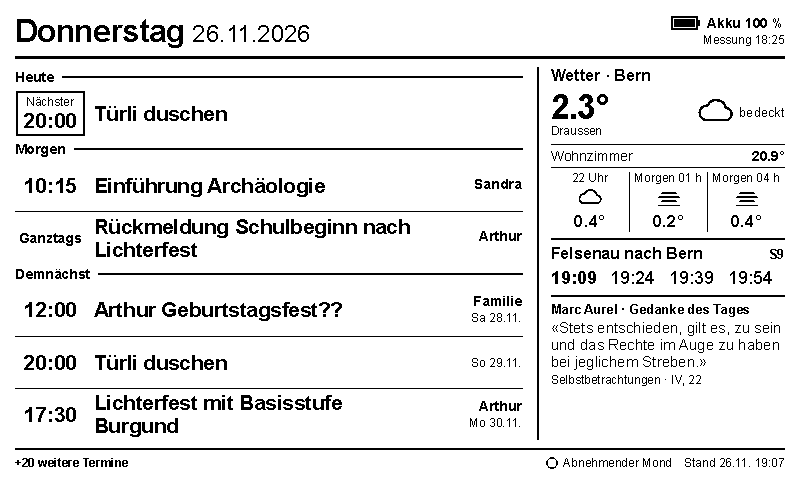 Donnerstag 26.11.2026
Akku 100 %
Messung 18:25
Heute
Nächster
20:00 Türli duschen
Morgen
10:15 Einführung Archäologie Sandra
Ganztags Rückmeldung Schulbeginn nach
Lichterfest Arthur
Demnächst
12:00 Arthur Geburtstagsfest?? Familie
Sa 28.11.
20:00 Türli duschen So 29.11.
17:30 Lichterfest mit Basisstufe
Burgund Arthur
Mo 30.11.
Wetter · Bern
2.3° bedeckt
Draussen
Wohnzimmer 20.9°
22 Uhr Morgen 01 h Morgen 04 h
0.4° 0.2° 0.4°
Felsenau nach Bern S9
19:09 19:24 19:39 19:54
Marc Aurel · Gedanke des Tages
«Stets entschieden, gilt es, zu sein
und das Rechte im Auge zu haben
bei jeglichem Streben.»
Selbstbetrachtungen · IV, 22
+20 weitere Termine
Abnehmender Mond Stand 26.11. 19:07